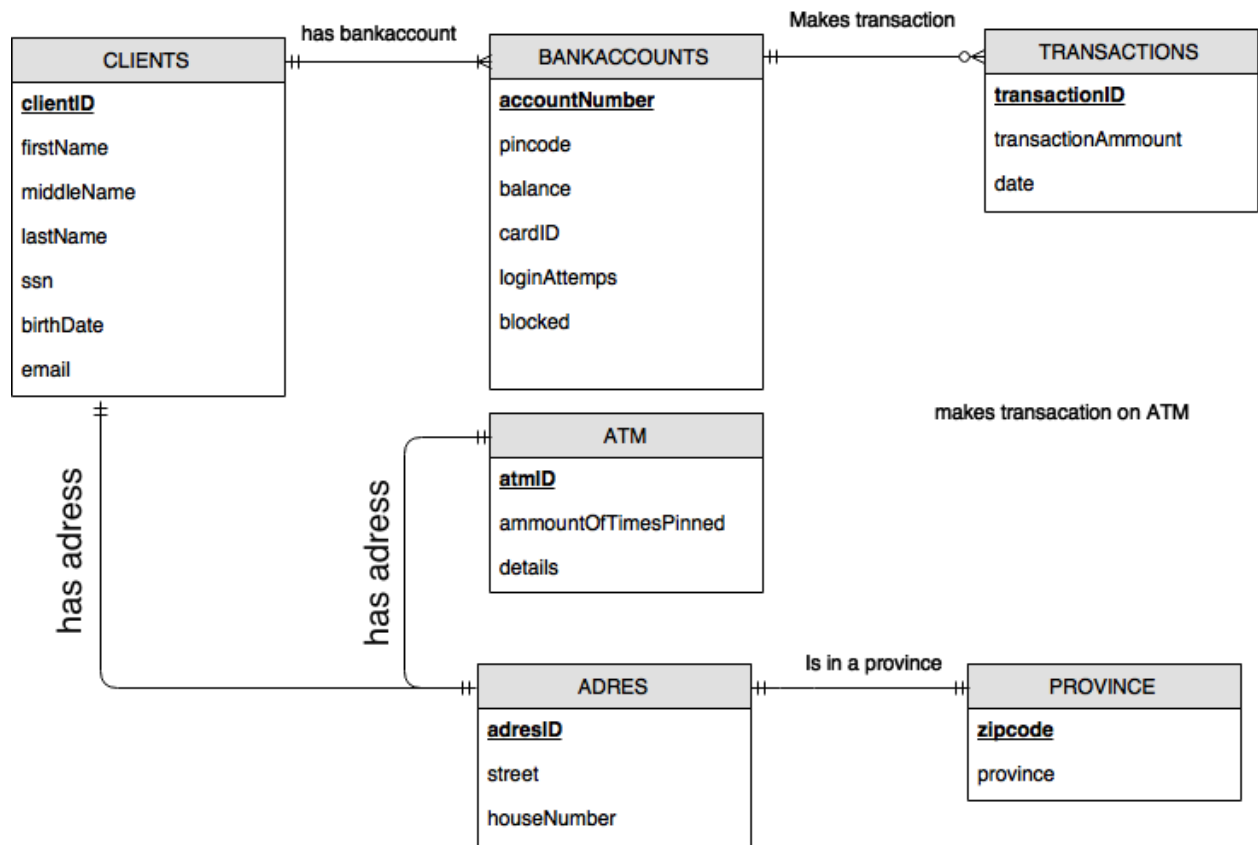 has bankaccount
Makes transaction
CLIENTS
clientID
firstName
middleName
lastName
ssn
birthDate
email
BANKACCOUNTS
accountNumber
pincode
balance
cardID
loginAttemps
blocked
TRANSACTIONS
transactionID
transactionAmmount
date
makes transacation on ATM
has adress
has adress
ATM
atmID
ammountOfTimesPinned
details
Is in a province
ADRES
adresID
street
houseNumber
PROVINCE
zipcode
province